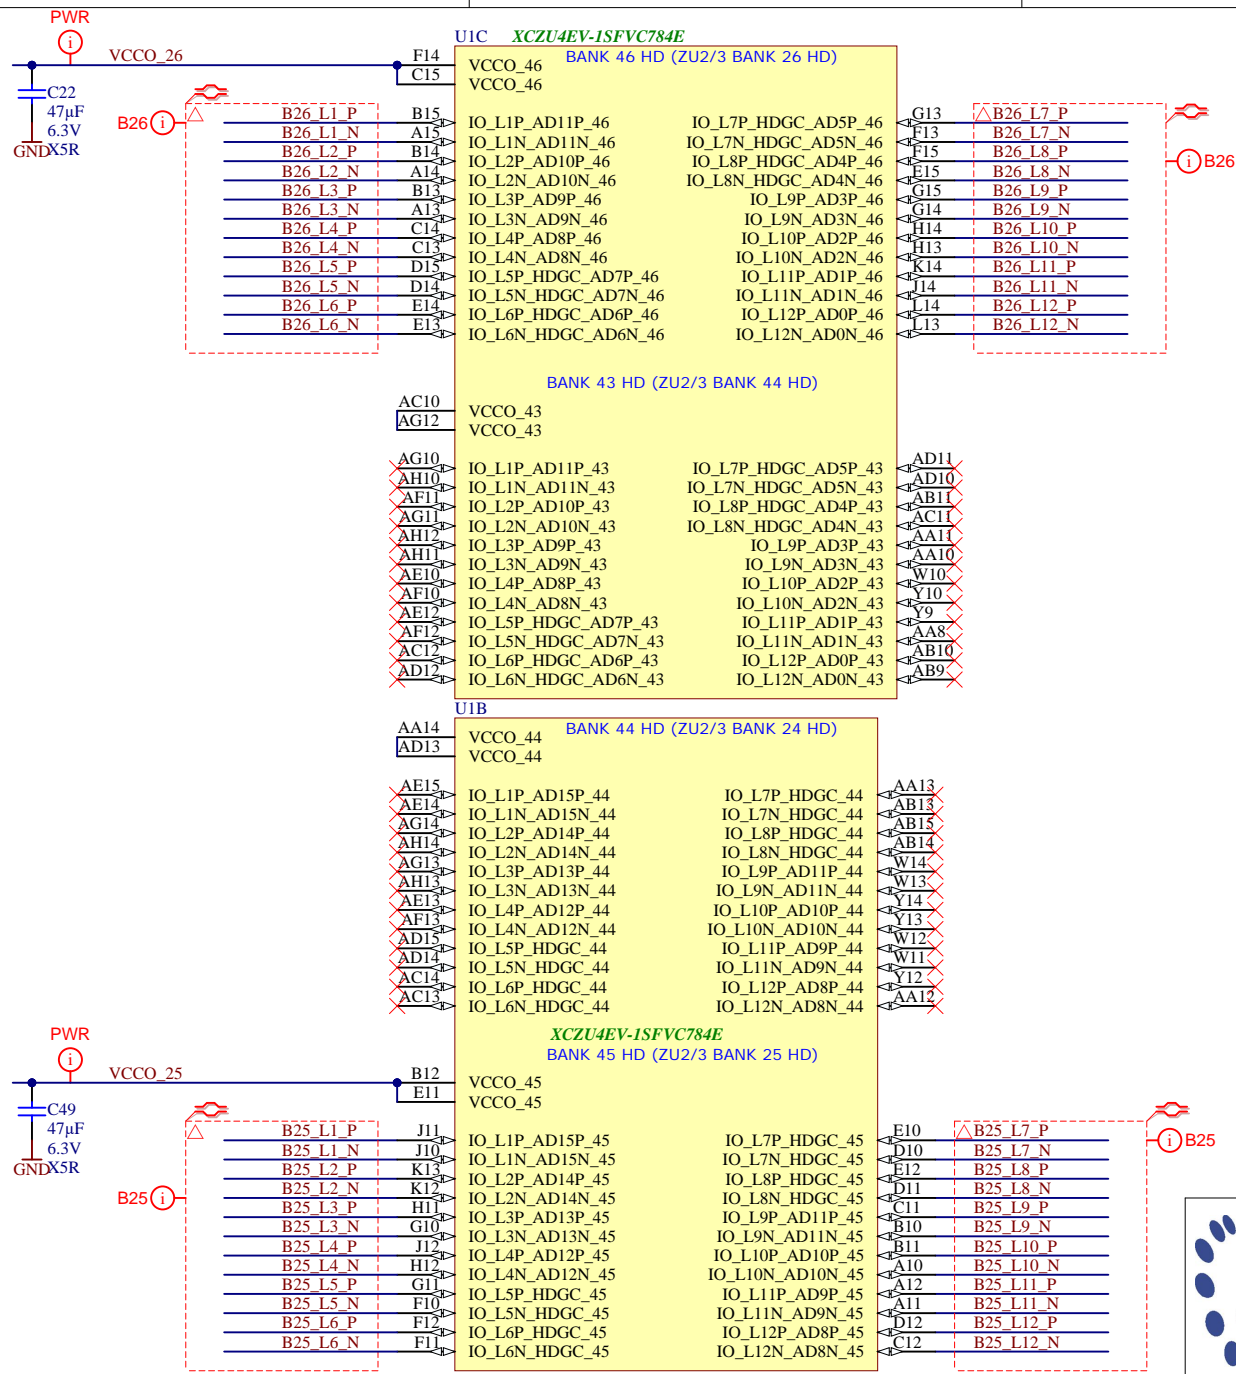 PWR
VCCO_26
C22
47µF
6.3V
X5R
GND
B26
U1C XCZU4EV-1SFVC784E
BANK 46 HD (ZU2/3 BANK 26 HD)
F14 VCCO_46
C15 VCCO_46
B26_L1_P B15 IO_L1P_AD11P_46 IO_L7P_HDGC_AD5P_46 G13 B26_L7_P
B26_L1_N A15 IO_L1N_AD11N_46 IO_L7N_HDGC_AD5N_46 F13 B26_L7_N
B26_L2_P B14 IO_L2P_AD10P_46 IO_L8P_HDGC_AD4P_46 F15 B26_L8_P
B26_L2_N A14 IO_L2N_AD10N_46 IO_L8N_HDGC_AD4N_46 E15 B26_L8_N
B26_L3_P B13 IO_L3P_AD9P_46 IO_L9P_AD3P_46 G15 B26_L9_P
B26_L3_N A13 IO_L3N_AD9N_46 IO_L9N_AD3N_46 G14 B26_L9_N
B26_L4_P C14 IO_L4P_AD8P_46 IO_L10P_AD2P_46 H14 B26_L10_P
B26_L4_N C13 IO_L4N_AD8N_46 IO_L10N_AD2N_46 H13 B26_L10_N
B26_L5_P D15 IO_L5P_HDGC_AD7P_46 IO_L11P_AD1P_46 K14 B26_L11_P
B26_L5_N D14 IO_L5N_HDGC_AD7N_46 IO_L11N_AD1N_46 J14 B26_L11_N
B26_L6_P E14 IO_L6P_HDGC_AD6P_46 IO_L12P_AD0P_46 L14 B26_L12_P
B26_L6_N E13 IO_L6N_HDGC_AD6N_46 IO_L12N_AD0N_46 L13 B26_L12_N
B26
BANK 43 HD (ZU2/3 BANK 44 HD)
AC10 VCCO_43
AG12 VCCO_43
AG10 IO_L1P_AD11P_43 IO_L7P_HDGC_AD5P_43 AD11
AH10 IO_L1N_AD11N_43 IO_L7N_HDGC_AD5N_43 AD10
AF11 IO_L2P_AD10P_43 IO_L8P_HDGC_AD4P_43 AB11
AG11 IO_L2N_AD10N_43 IO_L8N_HDGC_AD4N_43 AC11
AH12 IO_L3P_AD9P_43 IO_L9P_AD3P_43 AA11
AH11 IO_L3N_AD9N_43 IO_L9N_AD3N_43 AA10
AE10 IO_L4P_AD8P_43 IO_L10P_AD2P_43 W10
AF10 IO_L4N_AD8N_43 IO_L10N_AD2N_43 Y10
AE12 IO_L5P_HDGC_AD7P_43 IO_L11P_AD1P_43 Y9
AF12 IO_L5N_HDGC_AD7N_43 IO_L11N_AD1N_43 AA8
AC12 IO_L6P_HDGC_AD6P_43 IO_L12P_AD0P_43 AB10
AD12 IO_L6N_HDGC_AD6N_43 IO_L12N_AD0N_43 AB9
U1B
BANK 44 HD (ZU2/3 BANK 24 HD)
AA14 VCCO_44
AD13 VCCO_44
AE15 IO_L1P_AD15P_44 IO_L7P_HDGC_44 AA13
AE14 IO_L1N_AD15N_44 IO_L7N_HDGC_44 AB13
AG14 IO_L2P_AD14P_44 IO_L8P_HDGC_44 AB15
AH14 IO_L2N_AD14N_44 IO_L8N_HDGC_44 AB14
AG13 IO_L3P_AD13P_44 IO_L9P_AD11P_44 W14
AH13 IO_L3N_AD13N_44 IO_L9N_AD11N_44 W13
AE13 IO_L4P_AD12P_44 IO_L10P_AD10P_44 Y14
AF13 IO_L4N_AD12N_44 IO_L10N_AD10N_44 Y13
AD15 IO_L5P_HDGC_44 IO_L11P_AD9P_44 W12
AD14 IO_L5N_HDGC_44 IO_L11N_AD9N_44 W11
AC14 IO_L6P_HDGC_44 IO_L12P_AD8P_44 Y12
AC13 IO_L6N_HDGC_44 IO_L12N_AD8N_44 AA12
XCZU4EV-1SFVC784E
BANK 45 HD (ZU2/3 BANK 25 HD)
PWR
VCCO_25
C49
47µF
6.3V
X5R
GND
B25
B12 VCCO_45
E11 VCCO_45
B25_L1_P J11 IO_L1P_AD15P_45 IO_L7P_HDGC_45 E10 B25_L7_P
B25_L1_N J10 IO_L1N_AD15N_45 IO_L7N_HDGC_45 D10 B25_L7_N
B25_L2_P K13 IO_L2P_AD14P_45 IO_L8P_HDGC_45 E12 B25_L8_P
B25_L2_N K12 IO_L2N_AD14N_45 IO_L8N_HDGC_45 D11 B25_L8_N
B25_L3_P H11 IO_L3P_AD13P_45 IO_L9P_AD11P_45 C11 B25_L9_P
B25_L3_N G10 IO_L3N_AD13N_45 IO_L9N_AD11N_45 B10 B25_L9_N
B25_L4_P J12 IO_L4P_AD12P_45 IO_L10P_AD10P_45 B11 B25_L10_P
B25_L4_N H12 IO_L4N_AD12N_45 IO_L10N_AD10N_45 A10 B25_L10_N
B25_L5_P G11 IO_L5P_HDGC_45 IO_L11P_AD9P_45 A12 B25_L11_P
B25_L5_N F10 IO_L5N_HDGC_45 IO_L11N_AD9N_45 A11 B25_L11_N
B25_L6_P F12 IO_L6P_HDGC_45 IO_L12P_AD8P_45 D12 B25_L12_P
B25_L6_N F11 IO_L6N_HDGC_45 IO_L12N_AD8N_45 C12 B25_L12_N
B25